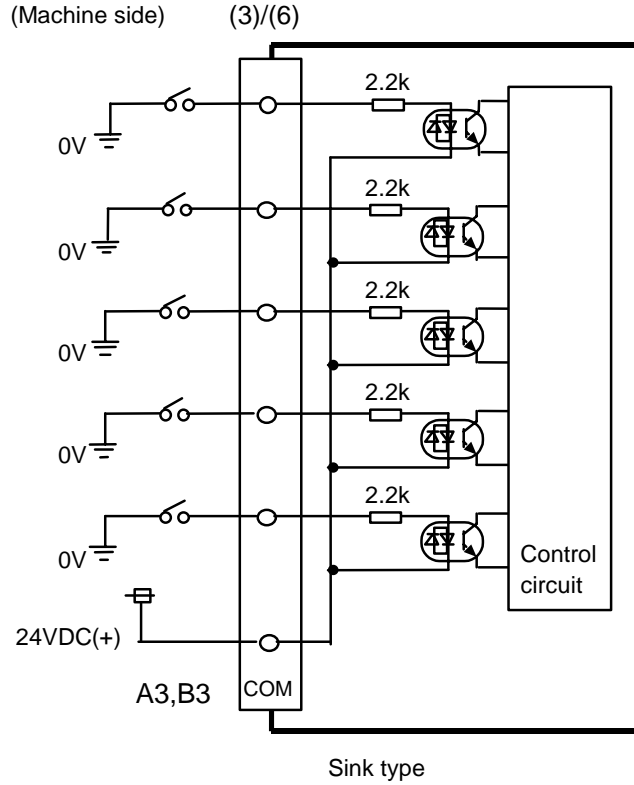 (Machine side) (3)/(6)
2.2k
0V
2.2k
0V
2.2k
0V
2.2k
0V
2.2k
0V
Control
circuit
24VDC(+)
A3,B3 COM
Sink type